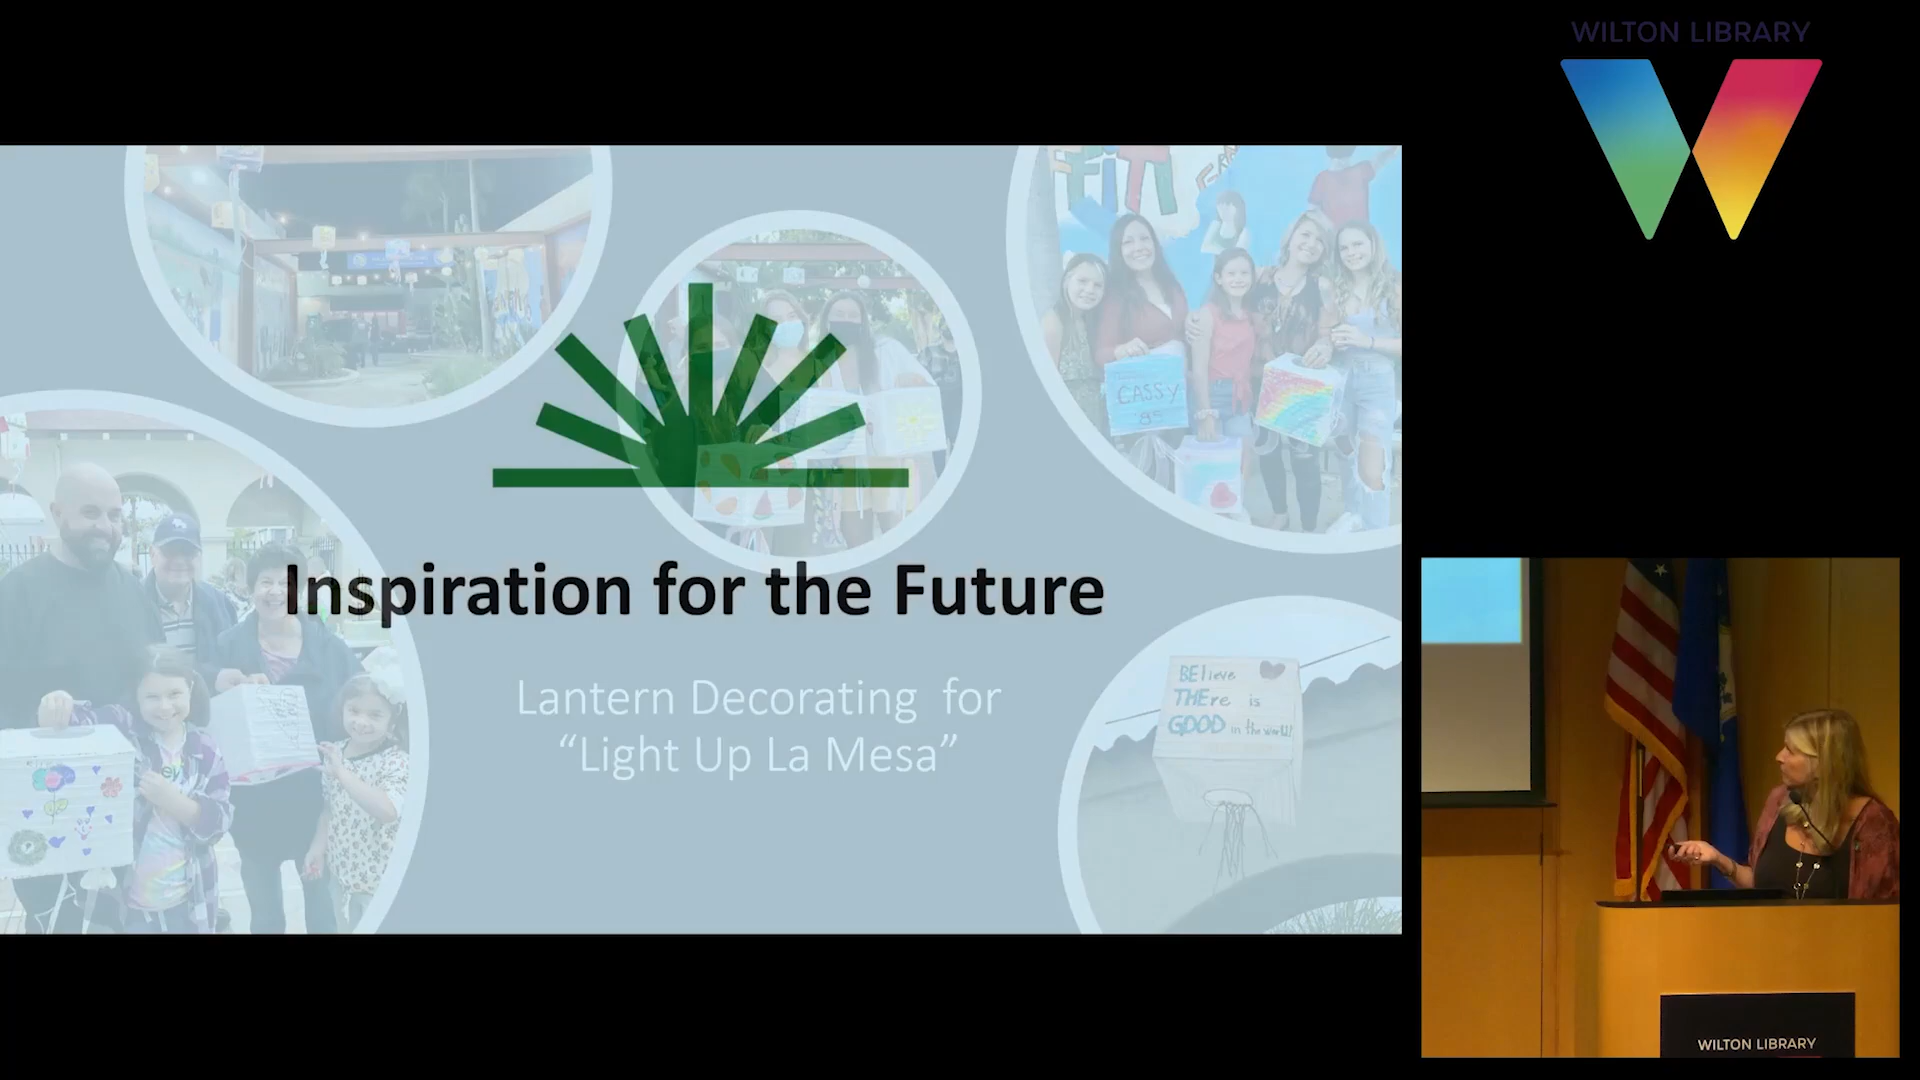 WILTON LIBRARY
CASSY
'85
Inspiration for the Future
BElieve
THEre is
GOOD in the world!
Lantern Decorating for
“Light Up La Mesa”
WILTON LIBRARY